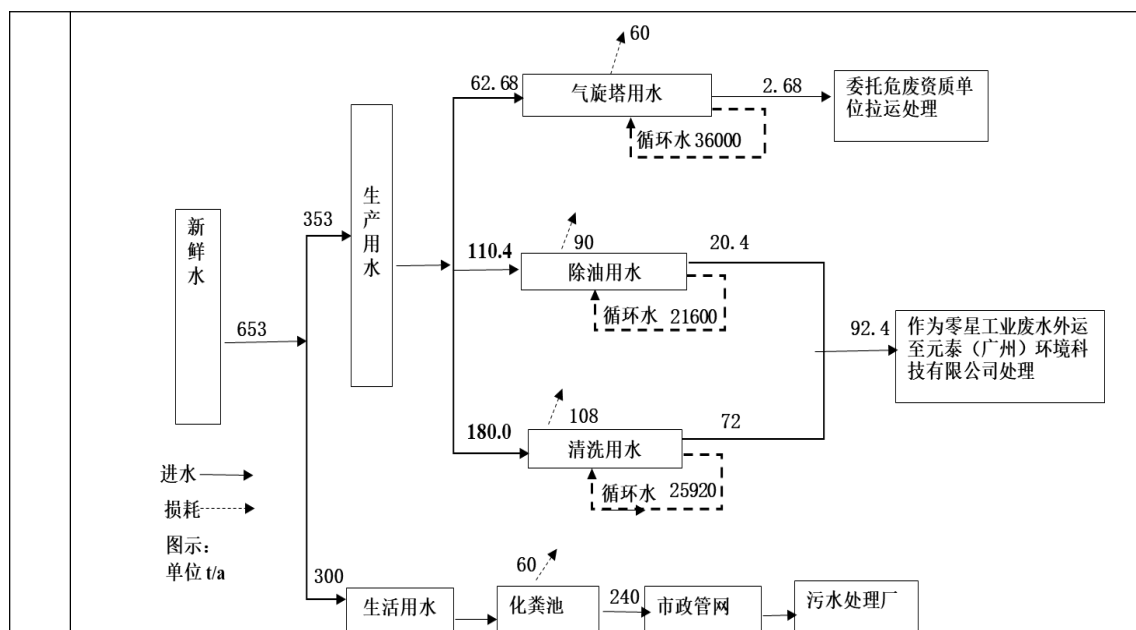 60
62.68
气旋塔用水
2.68
委托危废资质单
位拉运处理
循环水 36000
新鲜水
353
生产用水
653
110.4
90
除油用水
20.4
循环水 21600
92.4
作为零星工业废水外运
至元泰（广州）环境科
技有限公司处理
180.0
108
清洗用水
72
循环水 25920
进水
损耗
图示：
单位 t/a
300
生活用水
60
化粪池
240
市政管网
污水处理厂